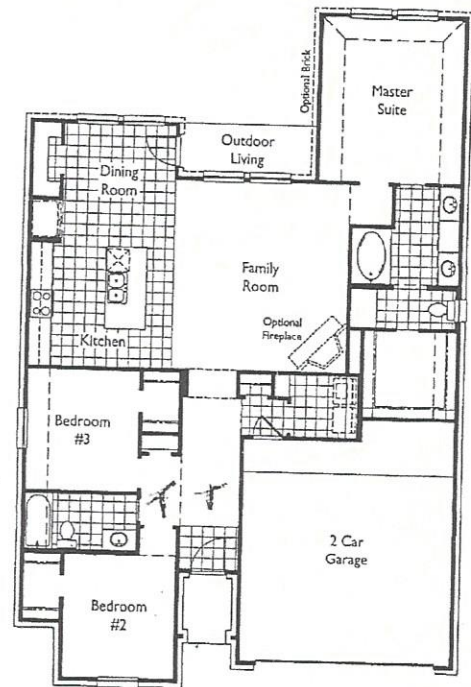 Optional Brick
Master
Suite
Outdoor
Living
Dining
Room
Family
Room
Optional
Fireplace
Kitchen
Bedroom
#3
2 Car
Garage
Bedroom
#2